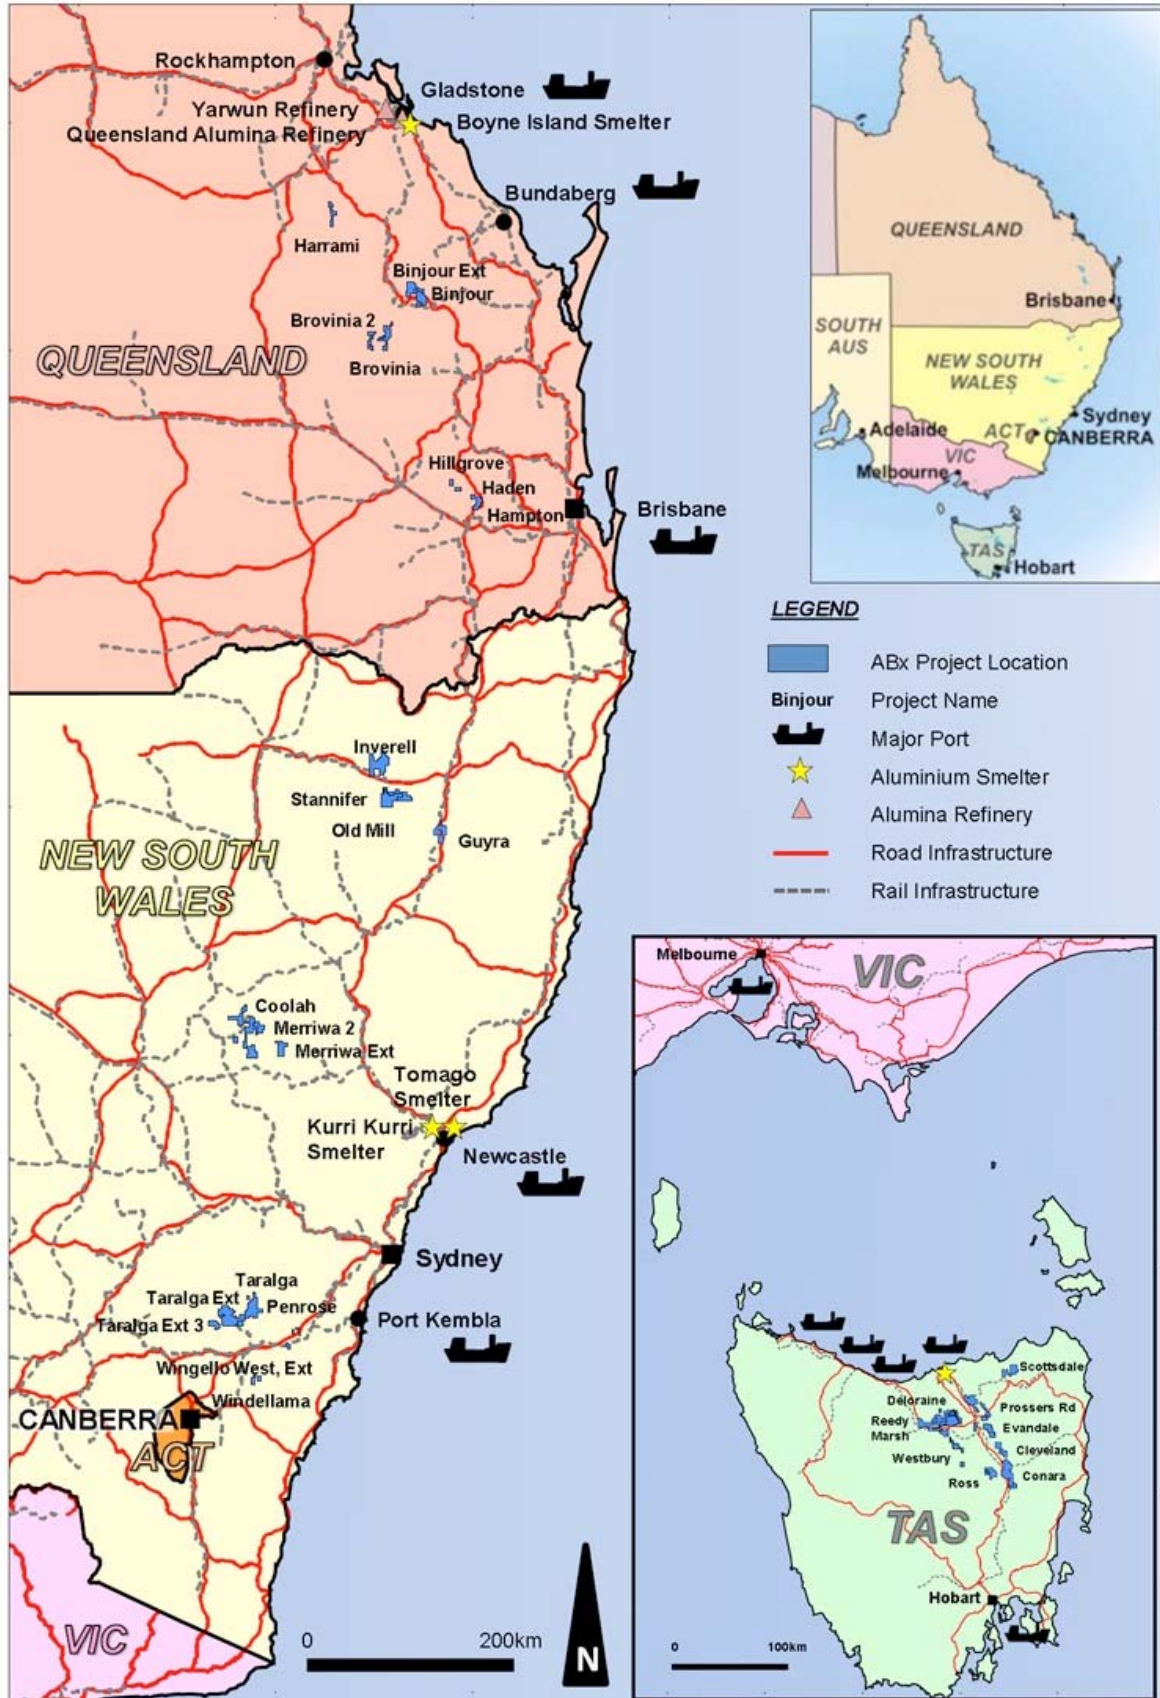 Rockhampton
Gladstone
Yarwun Refinery
Queensland Alumina Refinery
Boyne Island Smelter
Bundaberg
Harrami
Binjour Ext
Binjour
Brovinia 2
QUEENSLAND
Brovinia
Hillgrove
Haden
Hampton
Brisbane
Inverell
Stannifer
Old Mill
Guyra
NEW SOUTH
WALES
Coolah
Merriwa 2
Merriwa Ext
Tomago
Smelter
Kurri Kurri
Smelter
Newcastle
Sydney
Taralga
Taralga Ext
Penrose
Taralga Ext 3
Port Kembla
Wingello West, Ext
Windellama
CANBERRA
ACT
VIC
0
200km
N
QUEENSLAND
Brisbane
SOUTH
AUS
NEW SOUTH
WALES
Sydney
Adelaide
ACT
CANBERRA
VIC
Melbourne
TAS
Hobart
LEGEND
ABx Project Location
Binjour Project Name
Major Port
Aluminium Smelter
Alumina Refinery
Road Infrastructure
Rail Infrastructure
Melbourne
VIC
Scottsdale
Deloraine
Prossers Rd
Reedy
Marsh
Evandale
Cleveland
Westbury
Ross
Conara
TAS
Hobart
0
100km